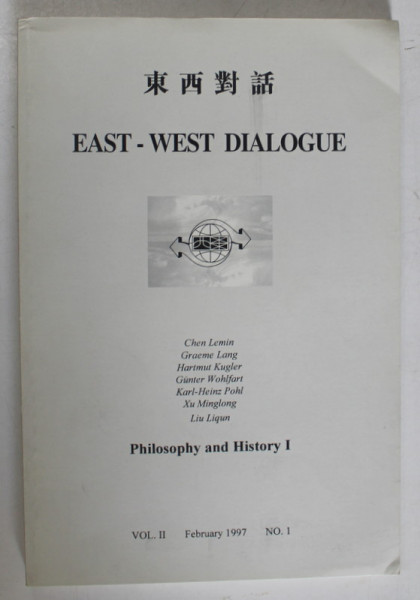 東西對話
EAST - WEST DIALOGUE
Chen Lemin
Graeme Lang
Hartmut Kugler
Günter Wohlfart
Karl-Heinz Pohl
Xu Minglong
Liu Liqun
Philosophy and History I
VOL. II February 1997 NO. 1